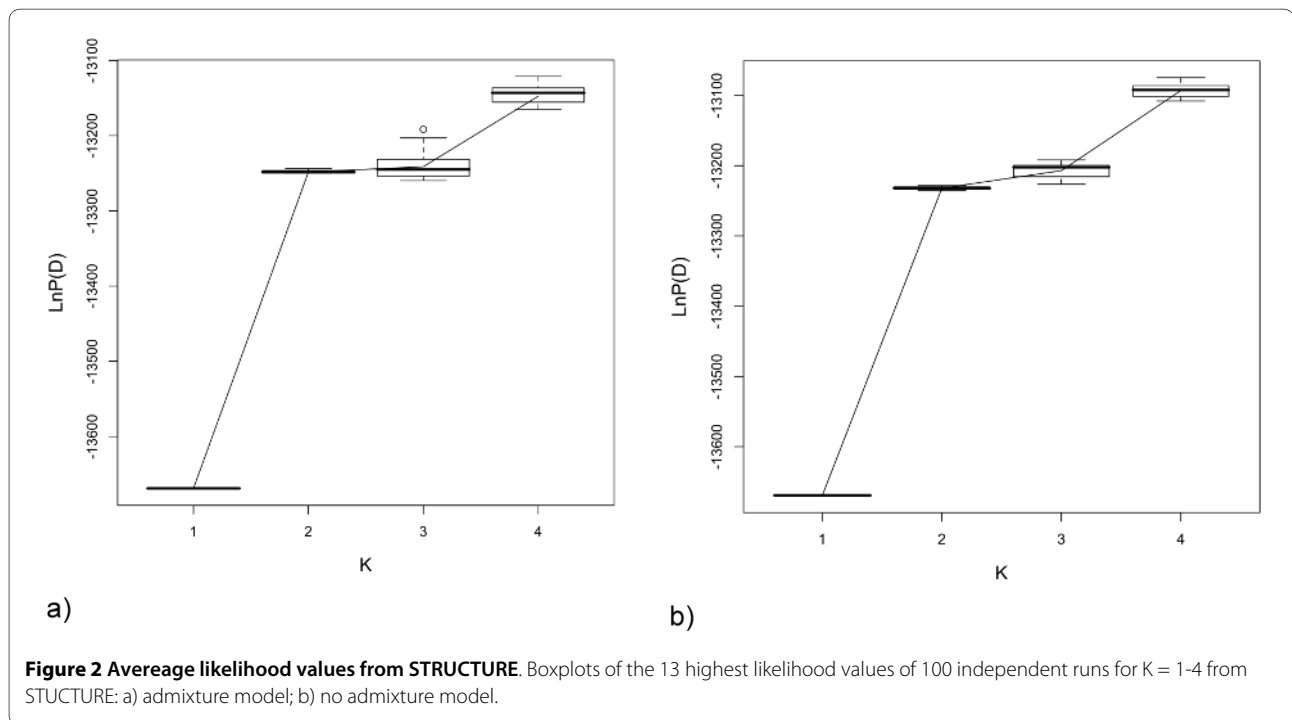 -13100
-13200
-13300
-13400
-13500
-13600
LnP(D)
1 2 3 4
K
a)
-13100
-13200
-13300
-13400
-13500
-13600
LnP(D)
1 2 3 4
K
b)
Figure 2 Avereage likelihood values from STRUCTURE. Boxplots of the 13 highest likelihood values of 100 independent runs for K = 1-4 from
STUCTURE: a) admixture model; b) no admixture model.